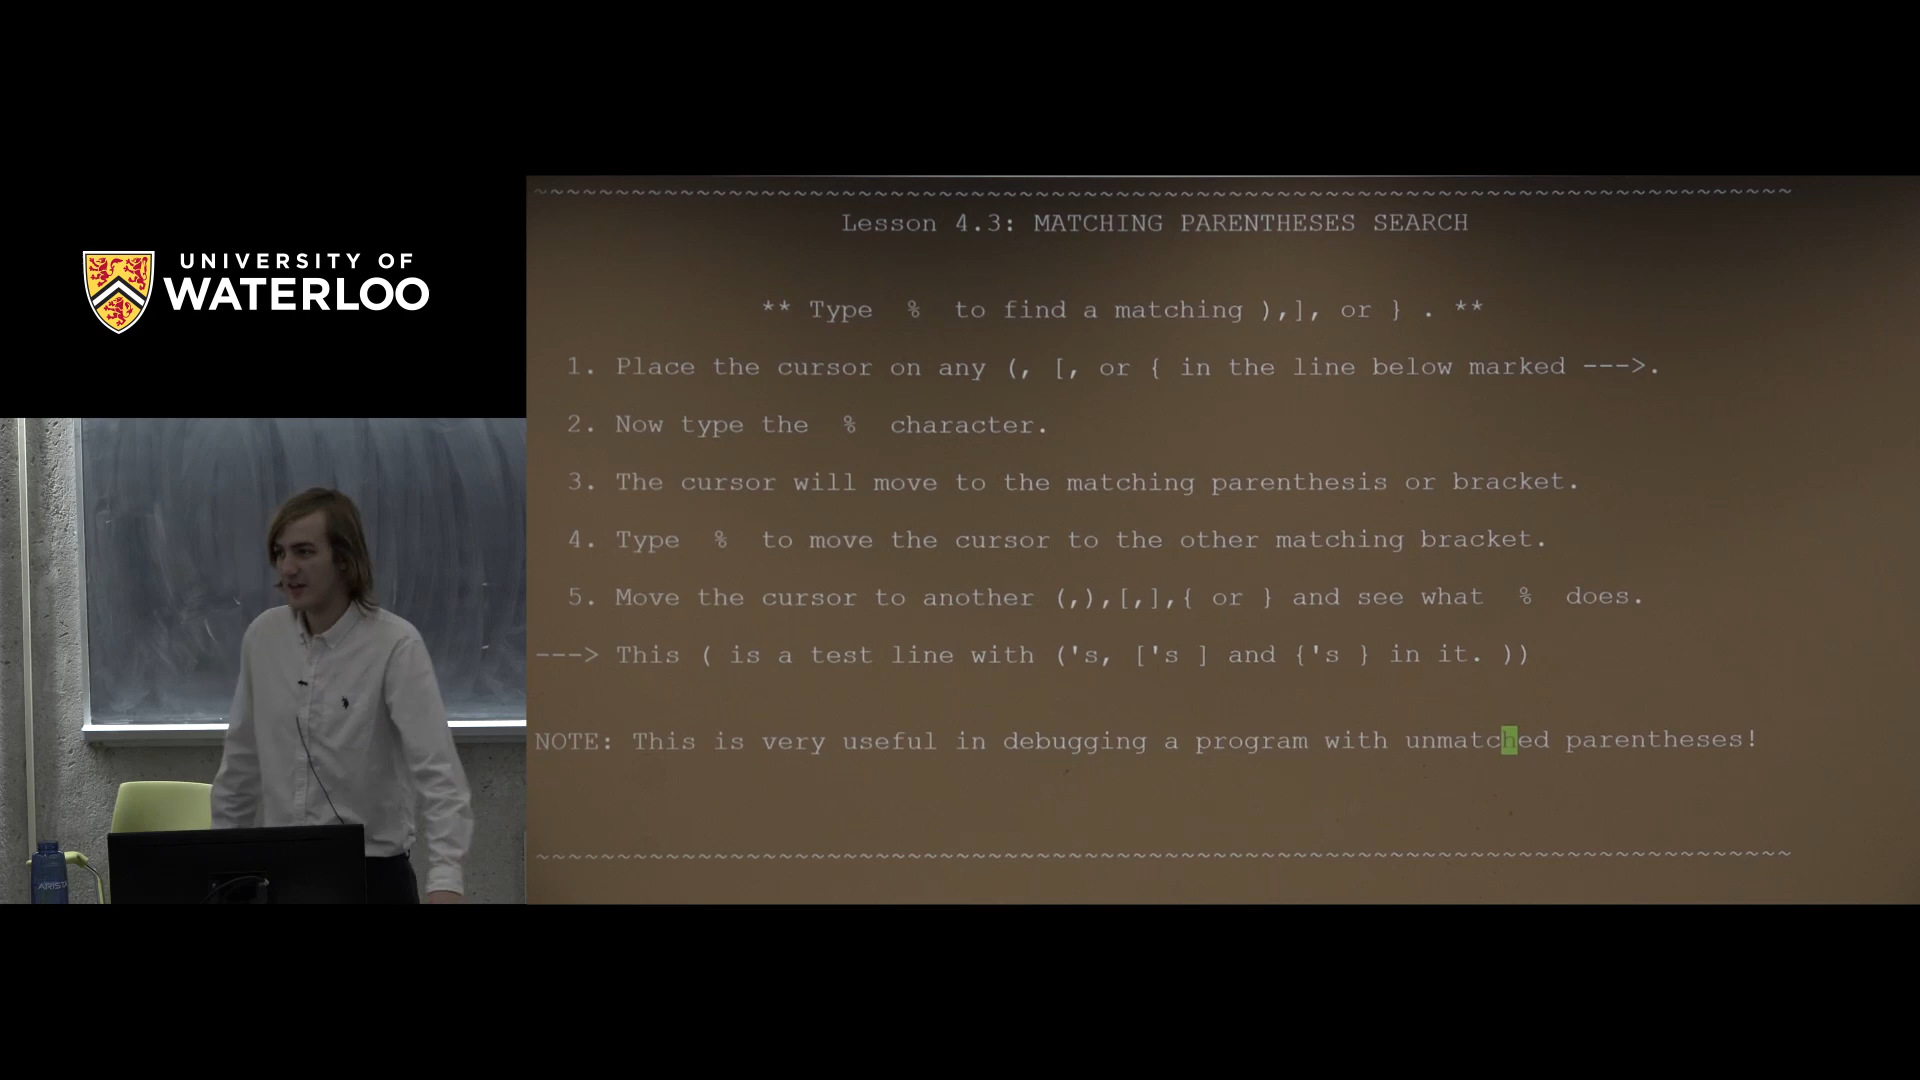 UNIVERSITY OF
WATERLOO
~~~~~~~~~~~~~~~~~~~~~~~~~~~~~~~~~~~~~~~~~~~~~~~~~~~~~~~~~~~~~~~~~~~~~~~~~~~~~~
Lesson 4.3: MATCHING PARENTHESES SEARCH
** Type % to find a matching ),], or } . **
1. Place the cursor on any (, [, or { in the line below marked --->.
2. Now type the % character.
3. The cursor will move to the matching parenthesis or bracket.
4. Type % to move the cursor to the other matching bracket.
5. Move the cursor to another (,),[,],{ or } and see what % does.
---> This ( is a test line with ('s, ['s ] and {'s } in it. ))
NOTE: This is very useful in debugging a program with unmatched parentheses!
~~~~~~~~~~~~~~~~~~~~~~~~~~~~~~~~~~~~~~~~~~~~~~~~~~~~~~~~~~~~~~~~~~~~~~~~~~~~~~
ARISTA